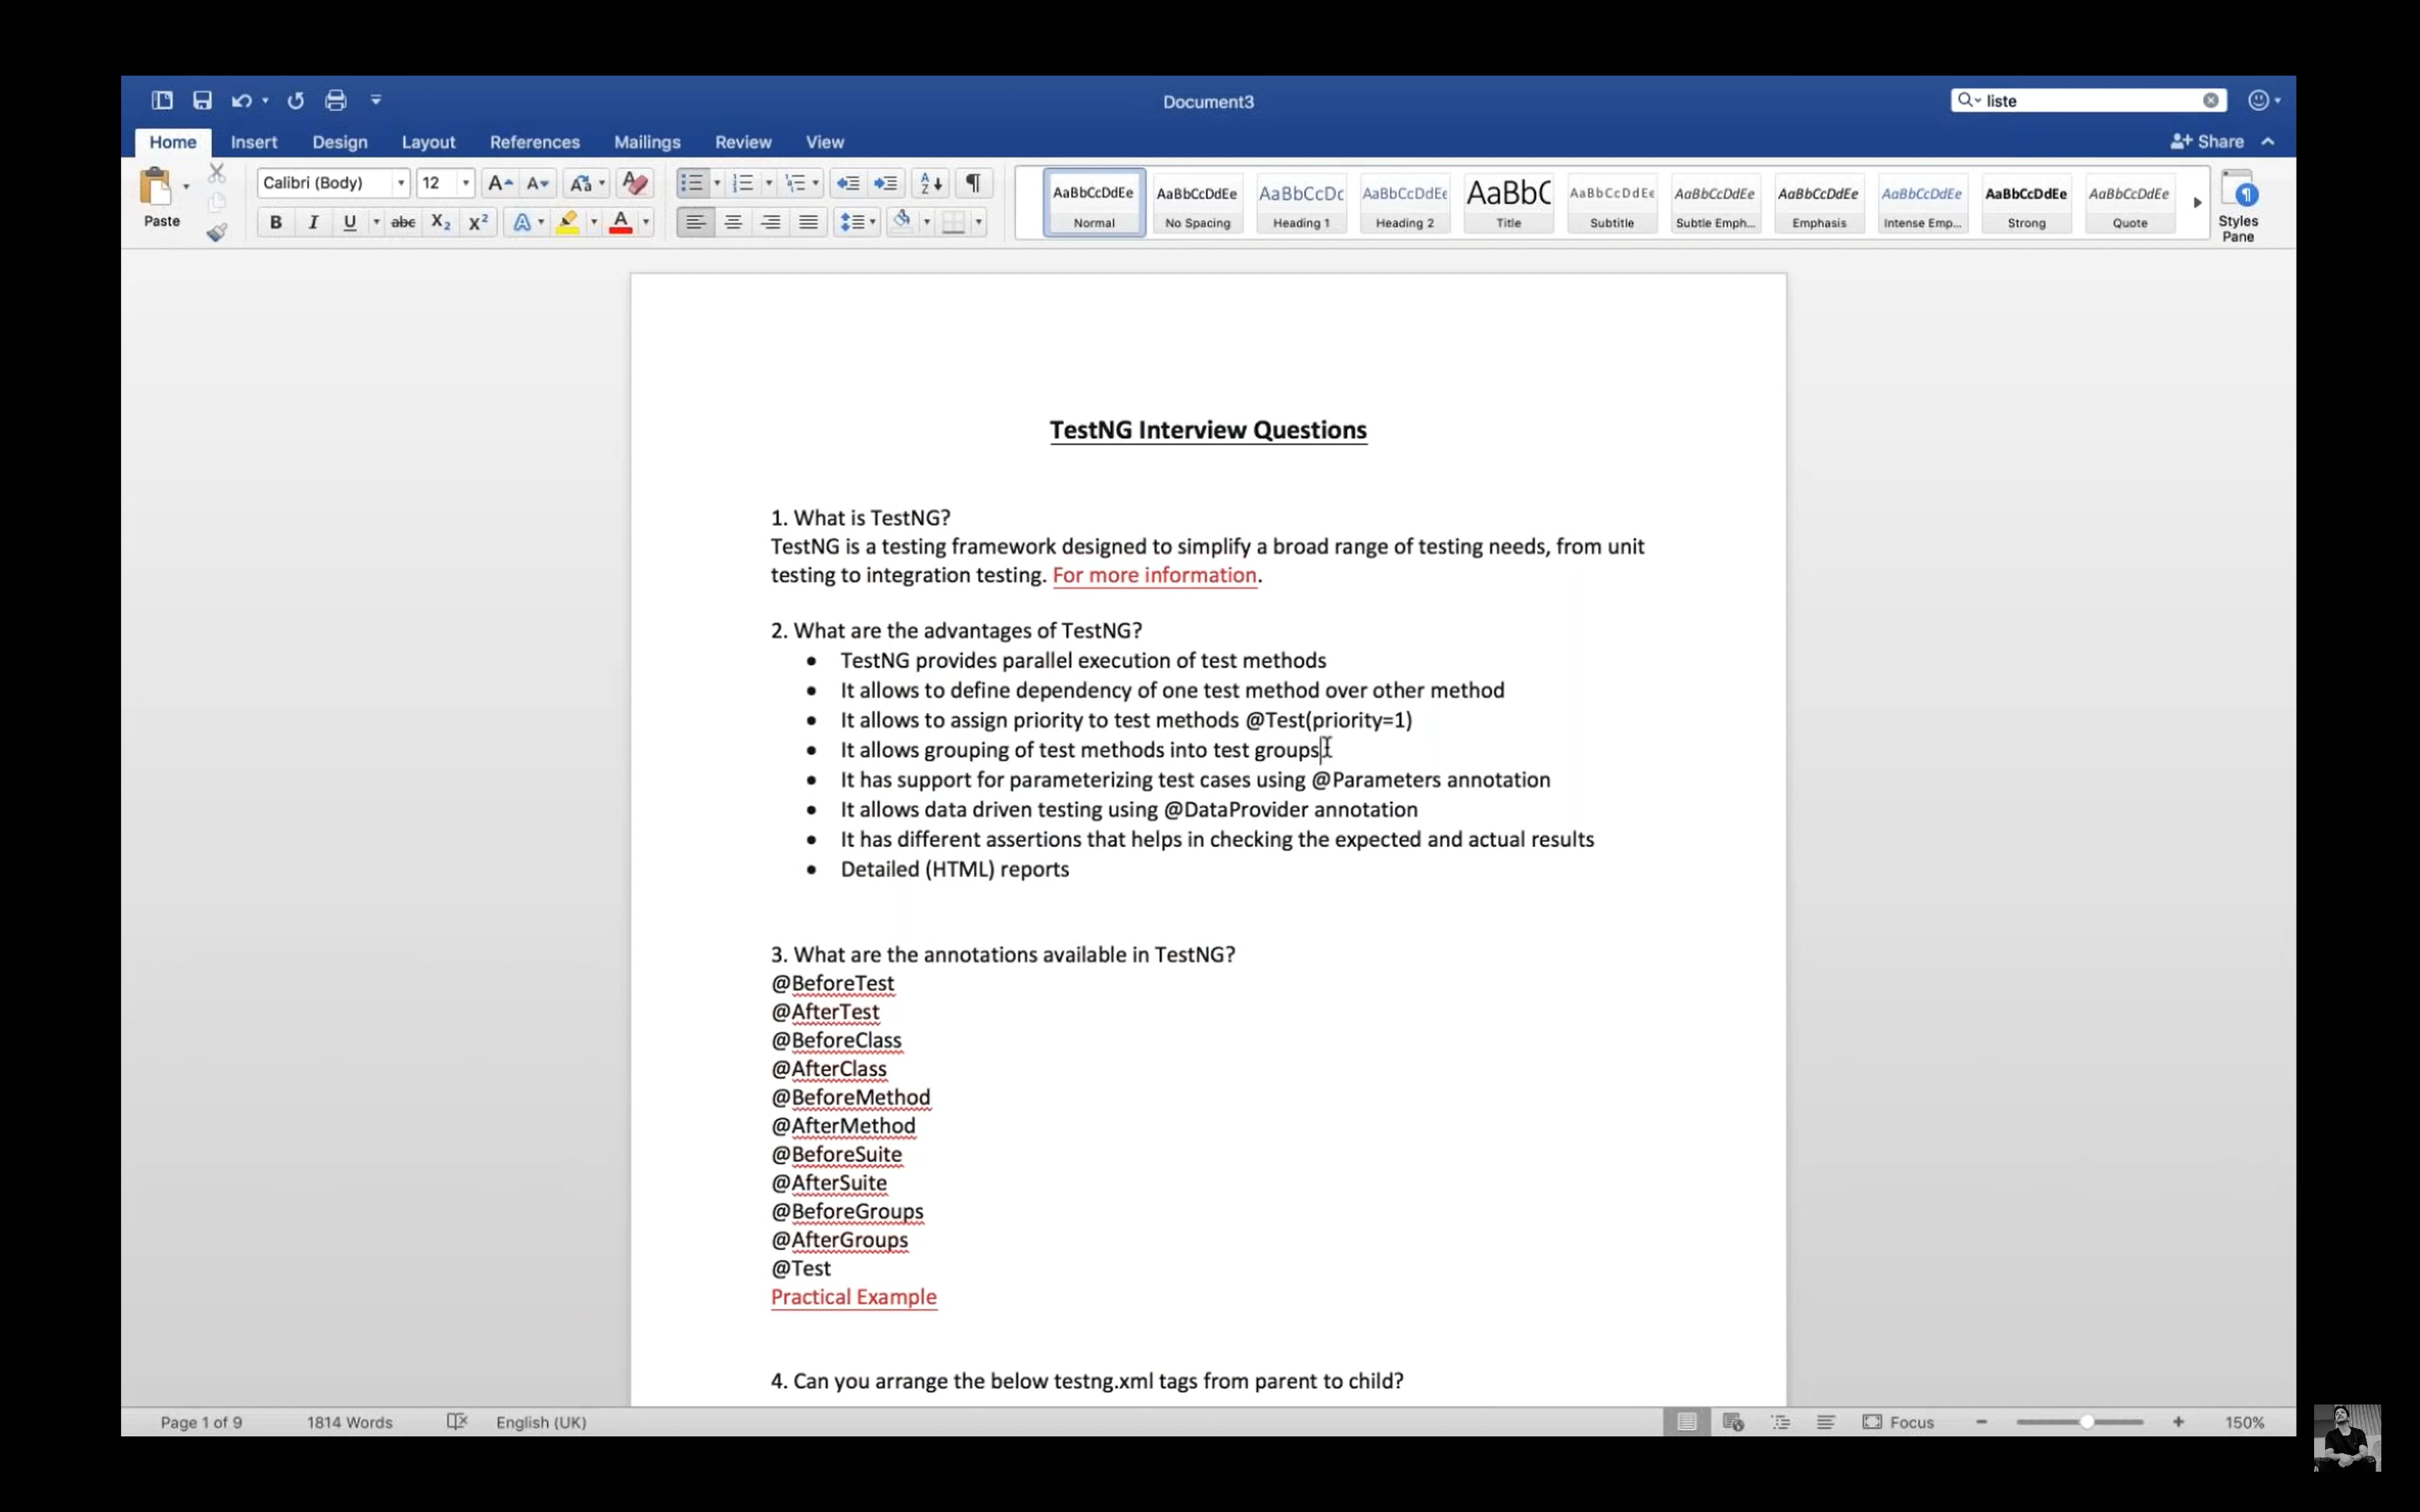 Document3
liste
Home Insert Design Layout References Mailings Review View
Share
Paste
Calibri (Body) 12
AaBbCcDdEe AaBbCcDdEe AaBbCcDc AaBbCcDdEe AaBbC AaBbCcDdEe AaBbCcDdEe AaBbCcDdEe AaBbCcDdEe AaBbCcDdEe AaBbCcDdEe
Normal No Spacing Heading 1 Heading 2 Title Subtitle Subtle Emph... Emphasis Intense Emp... Strong Quote
Styles
Pane
B I U abc X₂ X² A A
TestNG Interview Questions
1. What is TestNG?
TestNG is a testing framework designed to simplify a broad range of testing needs, from unit
testing to integration testing. For more information.
2. What are the advantages of TestNG?
• TestNG provides parallel execution of test methods
• It allows to define dependency of one test method over other method
• It allows to assign priority to test methods @Test(priority=1)
• It allows grouping of test methods into test groups
• It has support for parameterizing test cases using @Parameters annotation
• It allows data driven testing using @DataProvider annotation
• It has different assertions that helps in checking the expected and actual results
• Detailed (HTML) reports
3. What are the annotations available in TestNG?
@BeforeTest
@AfterTest
@BeforeClass
@AfterClass
@BeforeMethod
@AfterMethod
@BeforeSuite
@AfterSuite
@BeforeGroups
@AfterGroups
@Test
Practical Example
4. Can you arrange the below testng.xml tags from parent to child?
Page 1 of 9 1814 Words English (UK) Focus 150%